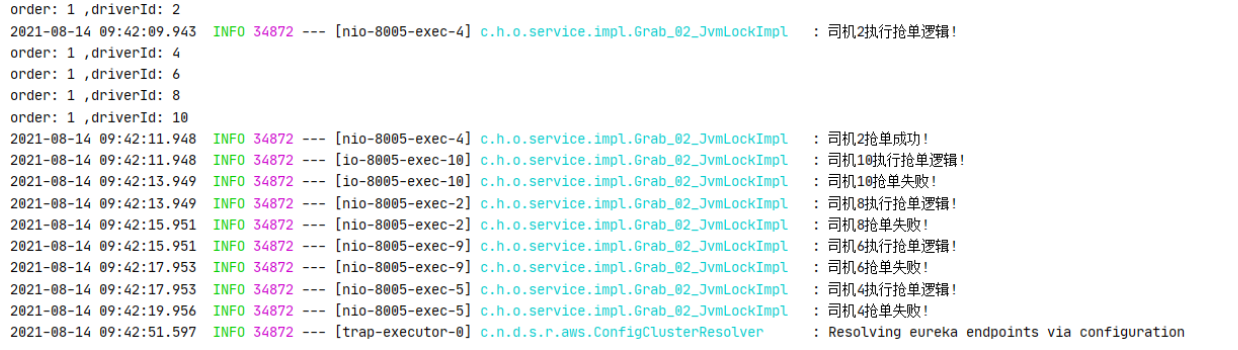 order: 1 ,driverId: 2
2021-08-14 09:42:09.943  INFO 34872 --- [nio-8005-exec-4] c.h.o.service.impl.Grab_02_JvmLockImpl   : 司机2执行抢单逻辑!
order: 1 ,driverId: 4
order: 1 ,driverId: 6
order: 1 ,driverId: 8
order: 1 ,driverId: 10
2021-08-14 09:42:11.948  INFO 34872 --- [nio-8005-exec-4] c.h.o.service.impl.Grab_02_JvmLockImpl   : 司机2抢单成功!
2021-08-14 09:42:11.948  INFO 34872 --- [io-8005-exec-10] c.h.o.service.impl.Grab_02_JvmLockImpl   : 司机10执行抢单逻辑!
2021-08-14 09:42:13.949  INFO 34872 --- [io-8005-exec-10] c.h.o.service.impl.Grab_02_JvmLockImpl   : 司机10抢单失败!
2021-08-14 09:42:13.949  INFO 34872 --- [nio-8005-exec-2] c.h.o.service.impl.Grab_02_JvmLockImpl   : 司机8执行抢单逻辑!
2021-08-14 09:42:15.951  INFO 34872 --- [nio-8005-exec-2] c.h.o.service.impl.Grab_02_JvmLockImpl   : 司机8抢单失败!
2021-08-14 09:42:15.951  INFO 34872 --- [nio-8005-exec-9] c.h.o.service.impl.Grab_02_JvmLockImpl   : 司机6执行抢单逻辑!
2021-08-14 09:42:17.953  INFO 34872 --- [nio-8005-exec-9] c.h.o.service.impl.Grab_02_JvmLockImpl   : 司机6抢单失败!
2021-08-14 09:42:17.953  INFO 34872 --- [nio-8005-exec-5] c.h.o.service.impl.Grab_02_JvmLockImpl   : 司机4执行抢单逻辑!
2021-08-14 09:42:19.956  INFO 34872 --- [nio-8005-exec-5] c.h.o.service.impl.Grab_02_JvmLockImpl   : 司机4抢单失败!
2021-08-14 09:42:51.597  INFO 34872 --- [trap-executor-0] c.n.d.s.r.aws.ConfigClusterResolver      : Resolving eureka endpoints via configuration